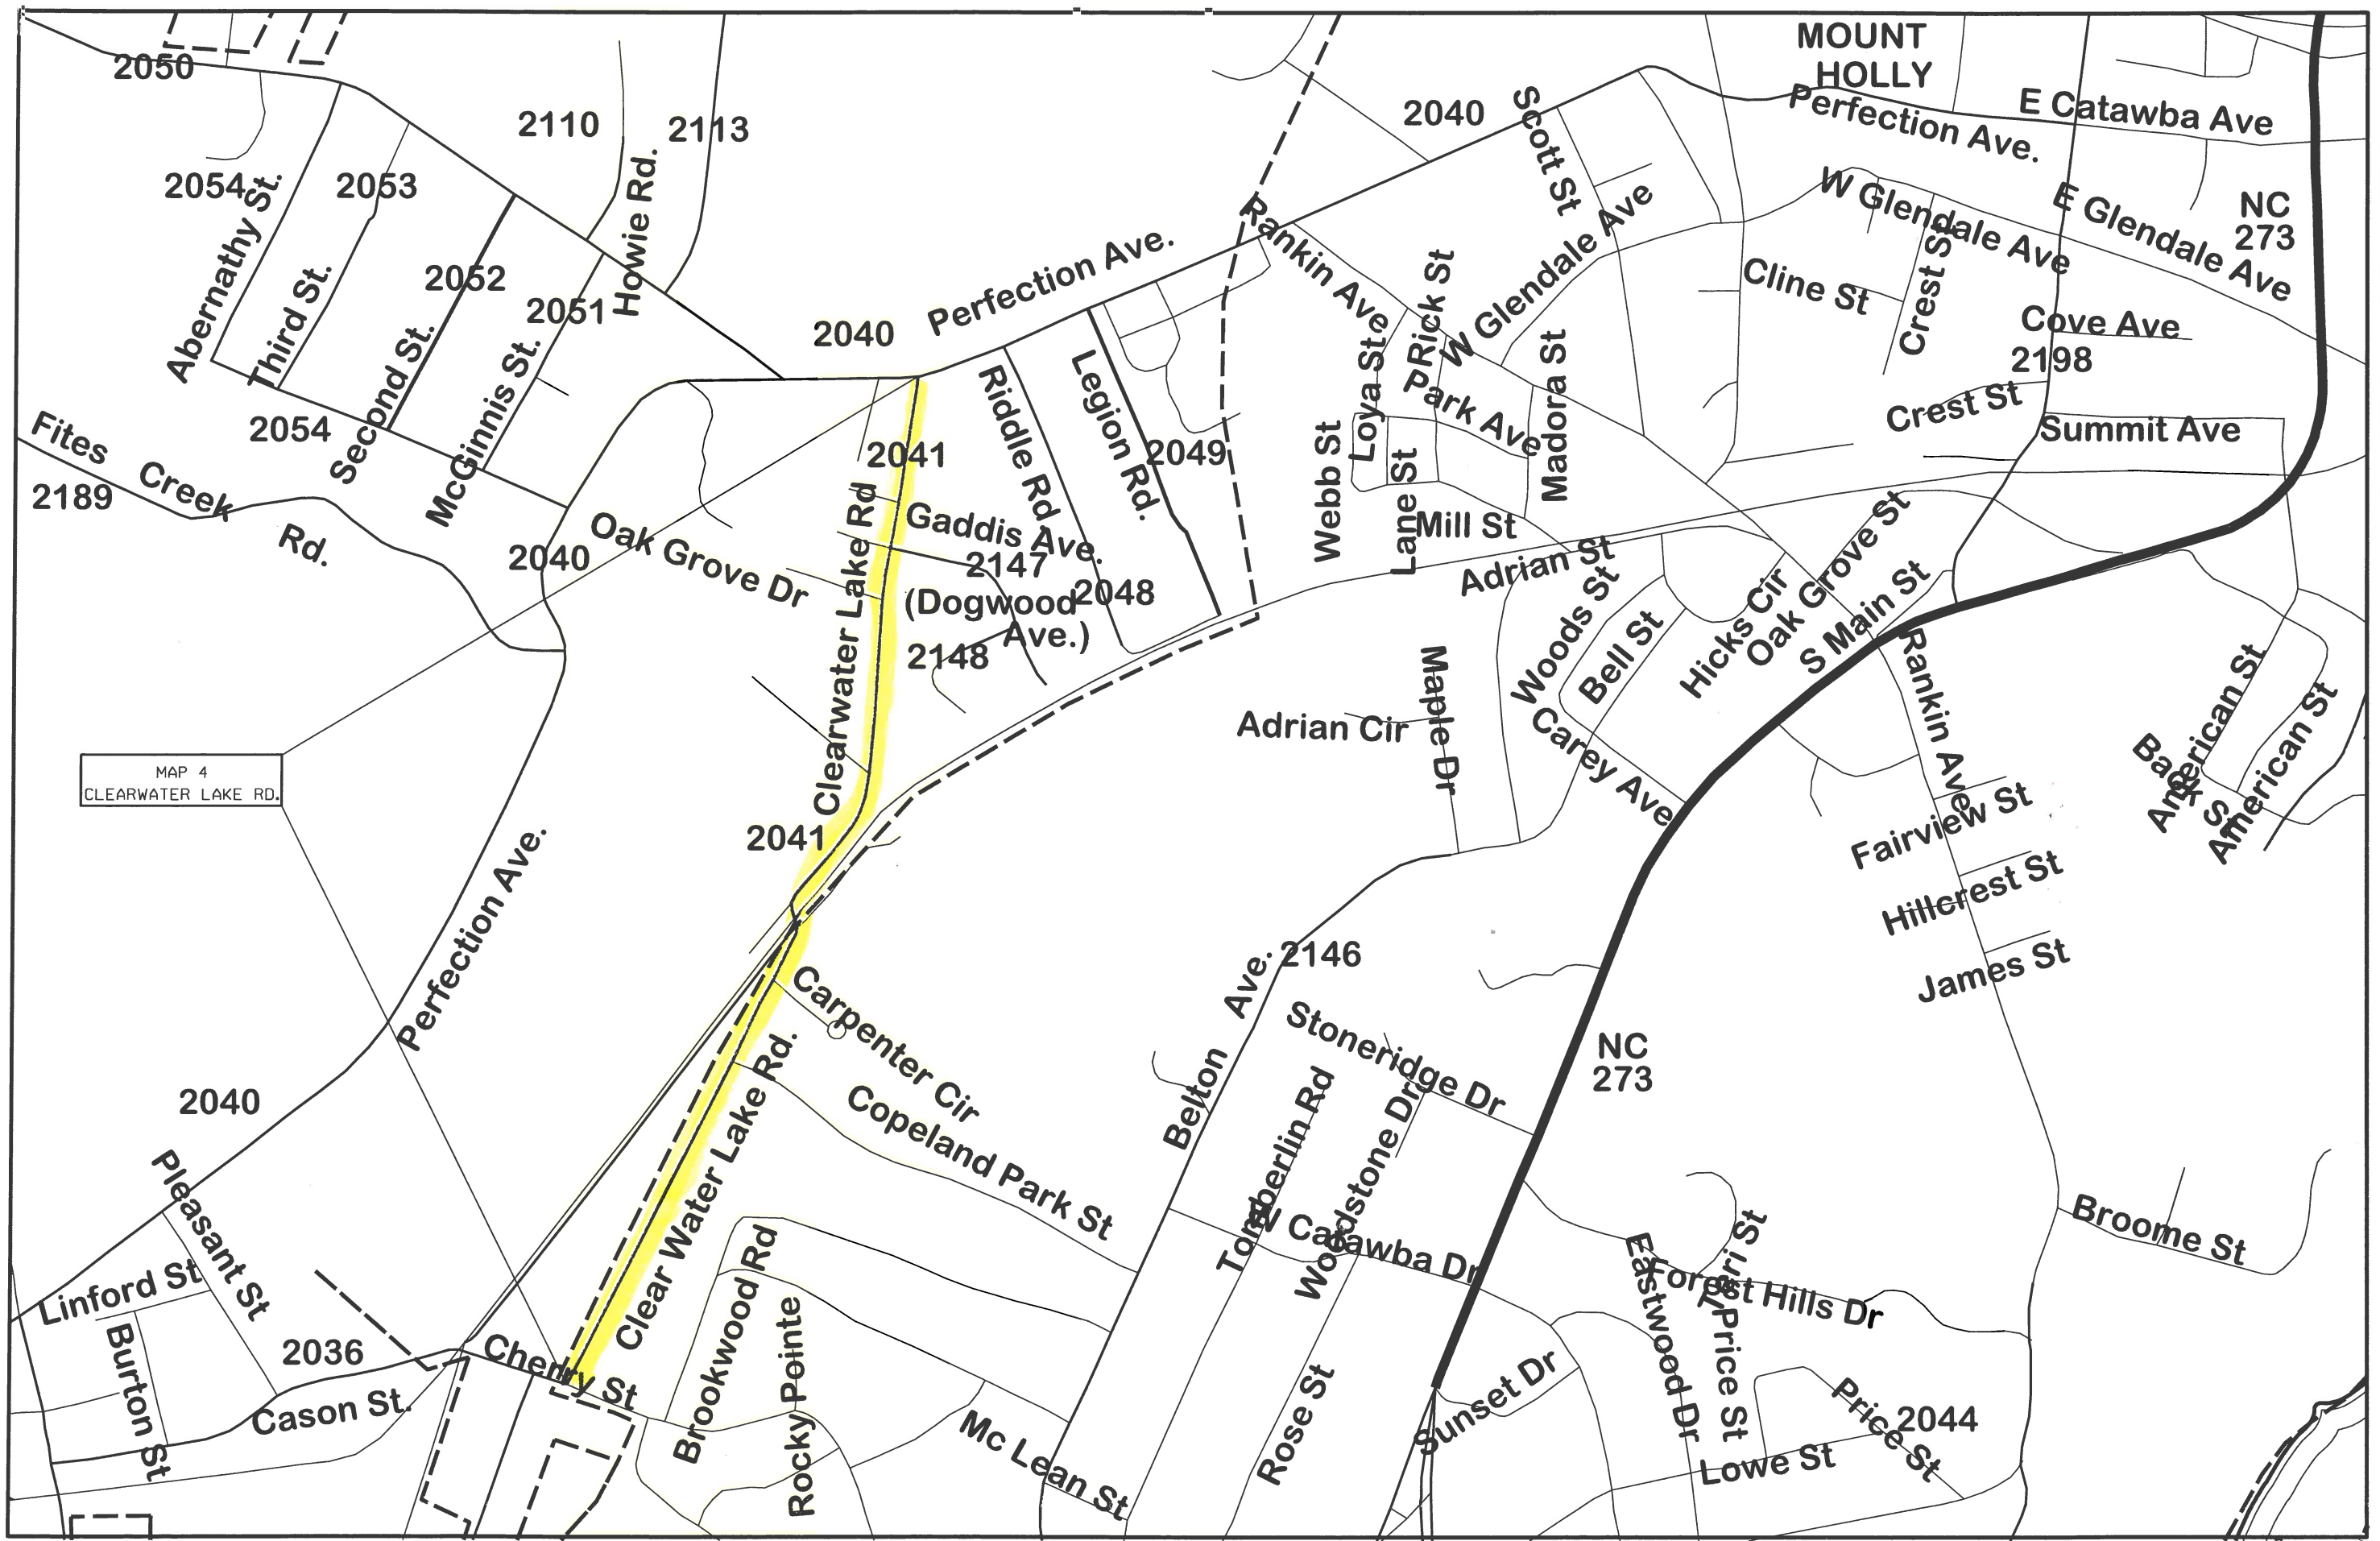 MOUNT
HOLLY
2050
2110
2113
2040
Scott St
Perfection Ave.
E Catawba Ave
2054
Abernathy St.
2053
Howie Rd.
W Glendale Ave
E Glendale Ave
NC
273
2052
2051
Third St.
Second St.
McGinnis St.
2040
Perfection Ave.
Rankin Ave
Rick St
W Glendale Ave
Cline St
Crest St
Cove Ave
2198
Crest St
Summit Ave
Loya St
Park Ave
Madora St
Riddle Rd.
Legion Rd.
2049
2041
2054
Fites
Creek
Rd.
2189
2040
Oak Grove Dr
Clearwater Lake Rd
Gaddis Ave.
2147
(Dogwood
Ave.)
2048
2148
Webb St
Lane St
Mill St
Adrian St
Woods St
Bell St
Hicks Cir
Oak Grove St
S Main St
Rankin Ave
Clearwater Lake Rd
2041
Adrian Cir
Maple Dr
Carey Ave
American St
Back St
American St
MAP 4
CLEARWATER LAKE RD.
Perfection Ave.
Fairview St
Hillcrest St
James St
2146
Belton Ave.
Carpenter Cir
Copeland Park St
Clear Water Lake Rd.
Stoneridge Dr
Tomberlin Rd
Woodstone Dr
W Catawba Dr
NC
273
2040
Pleasant St
Linford St
Burton St
2036
Cason St.
Cherry St
Brookwood Rd
Rocky Pointe
Mc Lean St
Rose St
Sunset Dr
Eastwood Dr
Forest Hills Dr
Price St
Lowe St
Price St
2044
Broome St